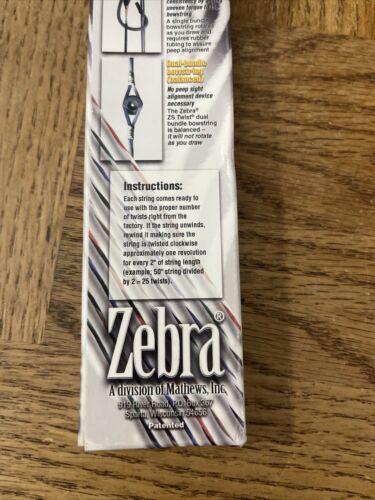 consistency by
uneven torque
bowstring
A single bundle
bowstring rotates
as you draw and
requires rubber
tubing to assure
peep alignment
Dual-bundle
bowstring
(balanced)
No peep sight
alignment device
necessary
The Zebra®
ZS Twist® dual
bundle bowstring
is balanced –
it will not rotate
as you draw
Instructions:
Each string comes ready to
use with the proper number
of twists right from the
factory. If the string unwinds,
rewind it making sure the
string is twisted clockwise
approximately one revolution
for every 2" of string length
(example; 50" string divided
by 2 = 25 twists).
Zebra®
A division of Mathews, Inc.
919 River Road, P.O. Box 367
Sparta, Wisconsin 54656
Patented